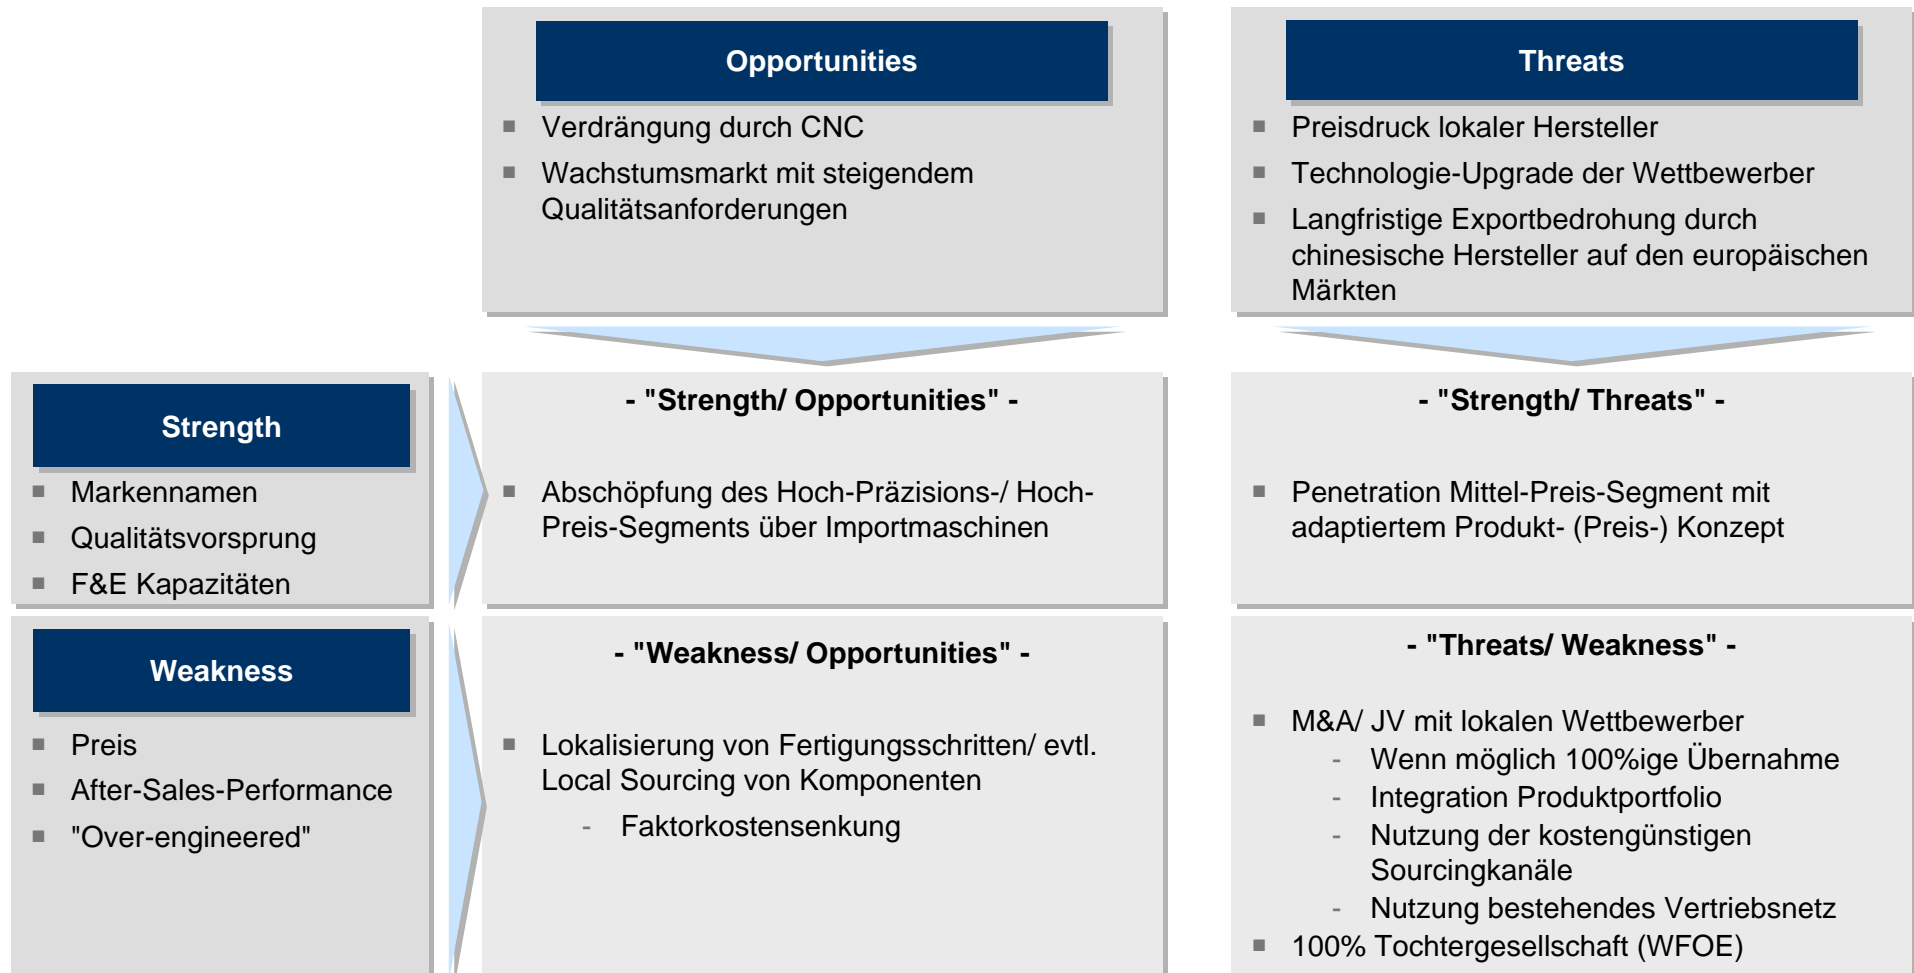 Opportunities
Verdrängung durch CNC
Wachstumsmarkt mit steigendem
Qualitätsanforderungen
Threats
Preisdruck lokaler Hersteller
Technologie-Upgrade der Wettbewerber
Langfristige Exportbedrohung durch
chinesische Hersteller auf den europäischen
Märkten
Strength
Markennamen
Qualitätsvorsprung
F&E Kapazitäten
- "Strength/ Opportunities" -
Abschöpfung des Hoch-Präzisions-/ Hoch-
Preis-Segments über Importmaschinen
- "Strength/ Threats" -
Penetration Mittel-Preis-Segment mit
adaptiertem Produkt- (Preis-) Konzept
Weakness
Preis
After-Sales-Performance
"Over-engineered"
- "Weakness/ Opportunities" -
Lokalisierung von Fertigungsschritten/ evtl.
Local Sourcing von Komponenten
- Faktorkostensenkung
- "Threats/ Weakness" -
M&A/ JV mit lokalen Wettbewerber
- Wenn möglich 100%ige Übernahme
- Integration Produktportfolio
- Nutzung der kostengünstigen
Sourcingkanäle
- Nutzung bestehendes Vertriebsnetz
100% Tochtergesellschaft (WFOE)